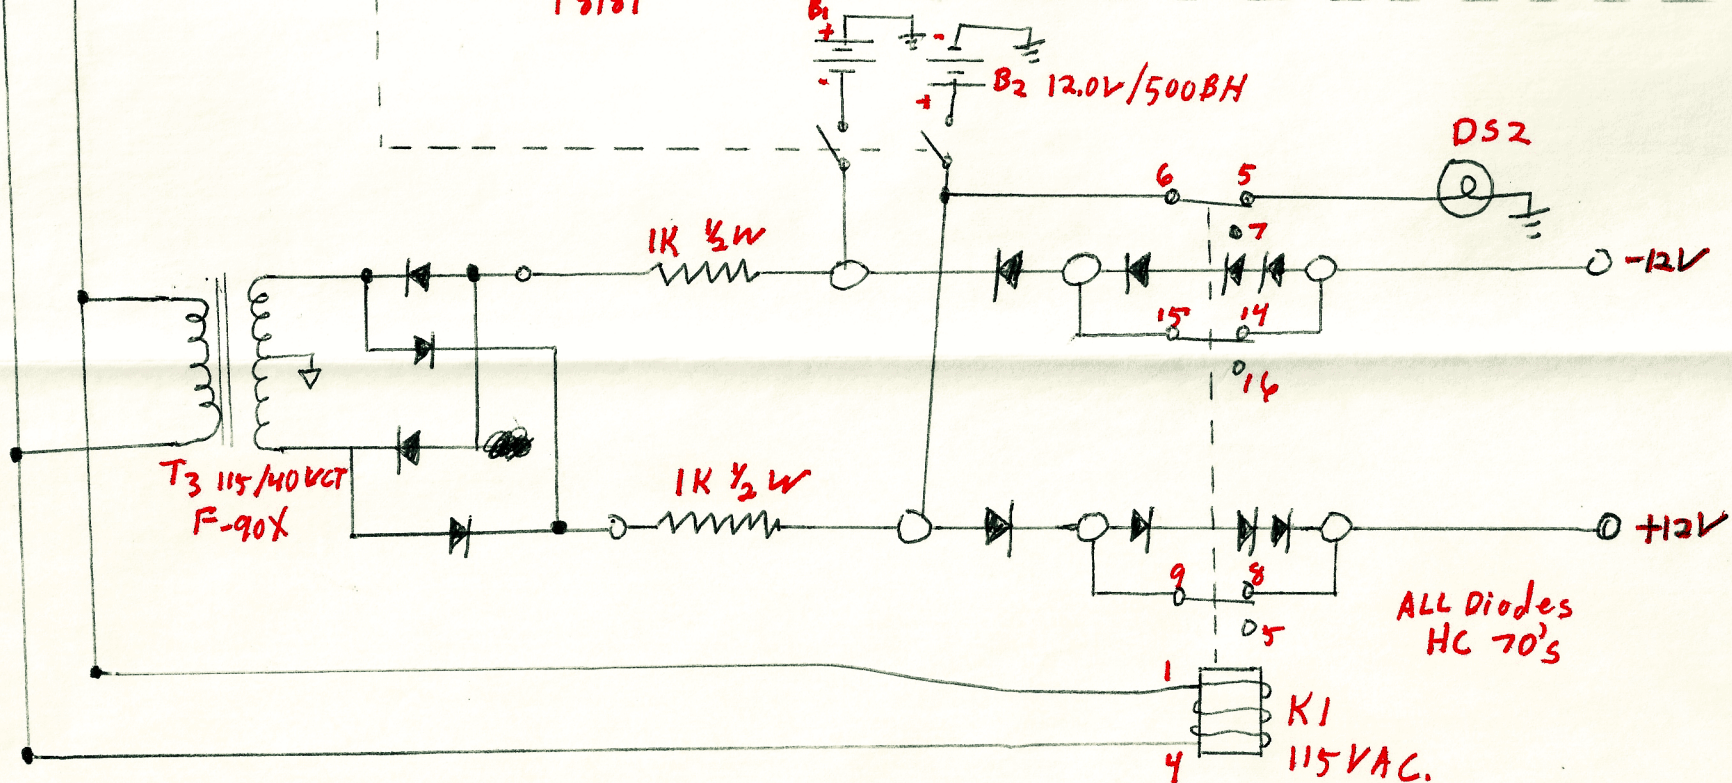 B1
+
-
-
B2 12.0V/500BH
+
DS2
6 5
7
1K ½W
-12V
15 14
16
T3 115/40VCT
F-90X
1K ½ W
+12V
9 8
5
ALL Diodes
HC 70's
1
K1
4
115VAC.